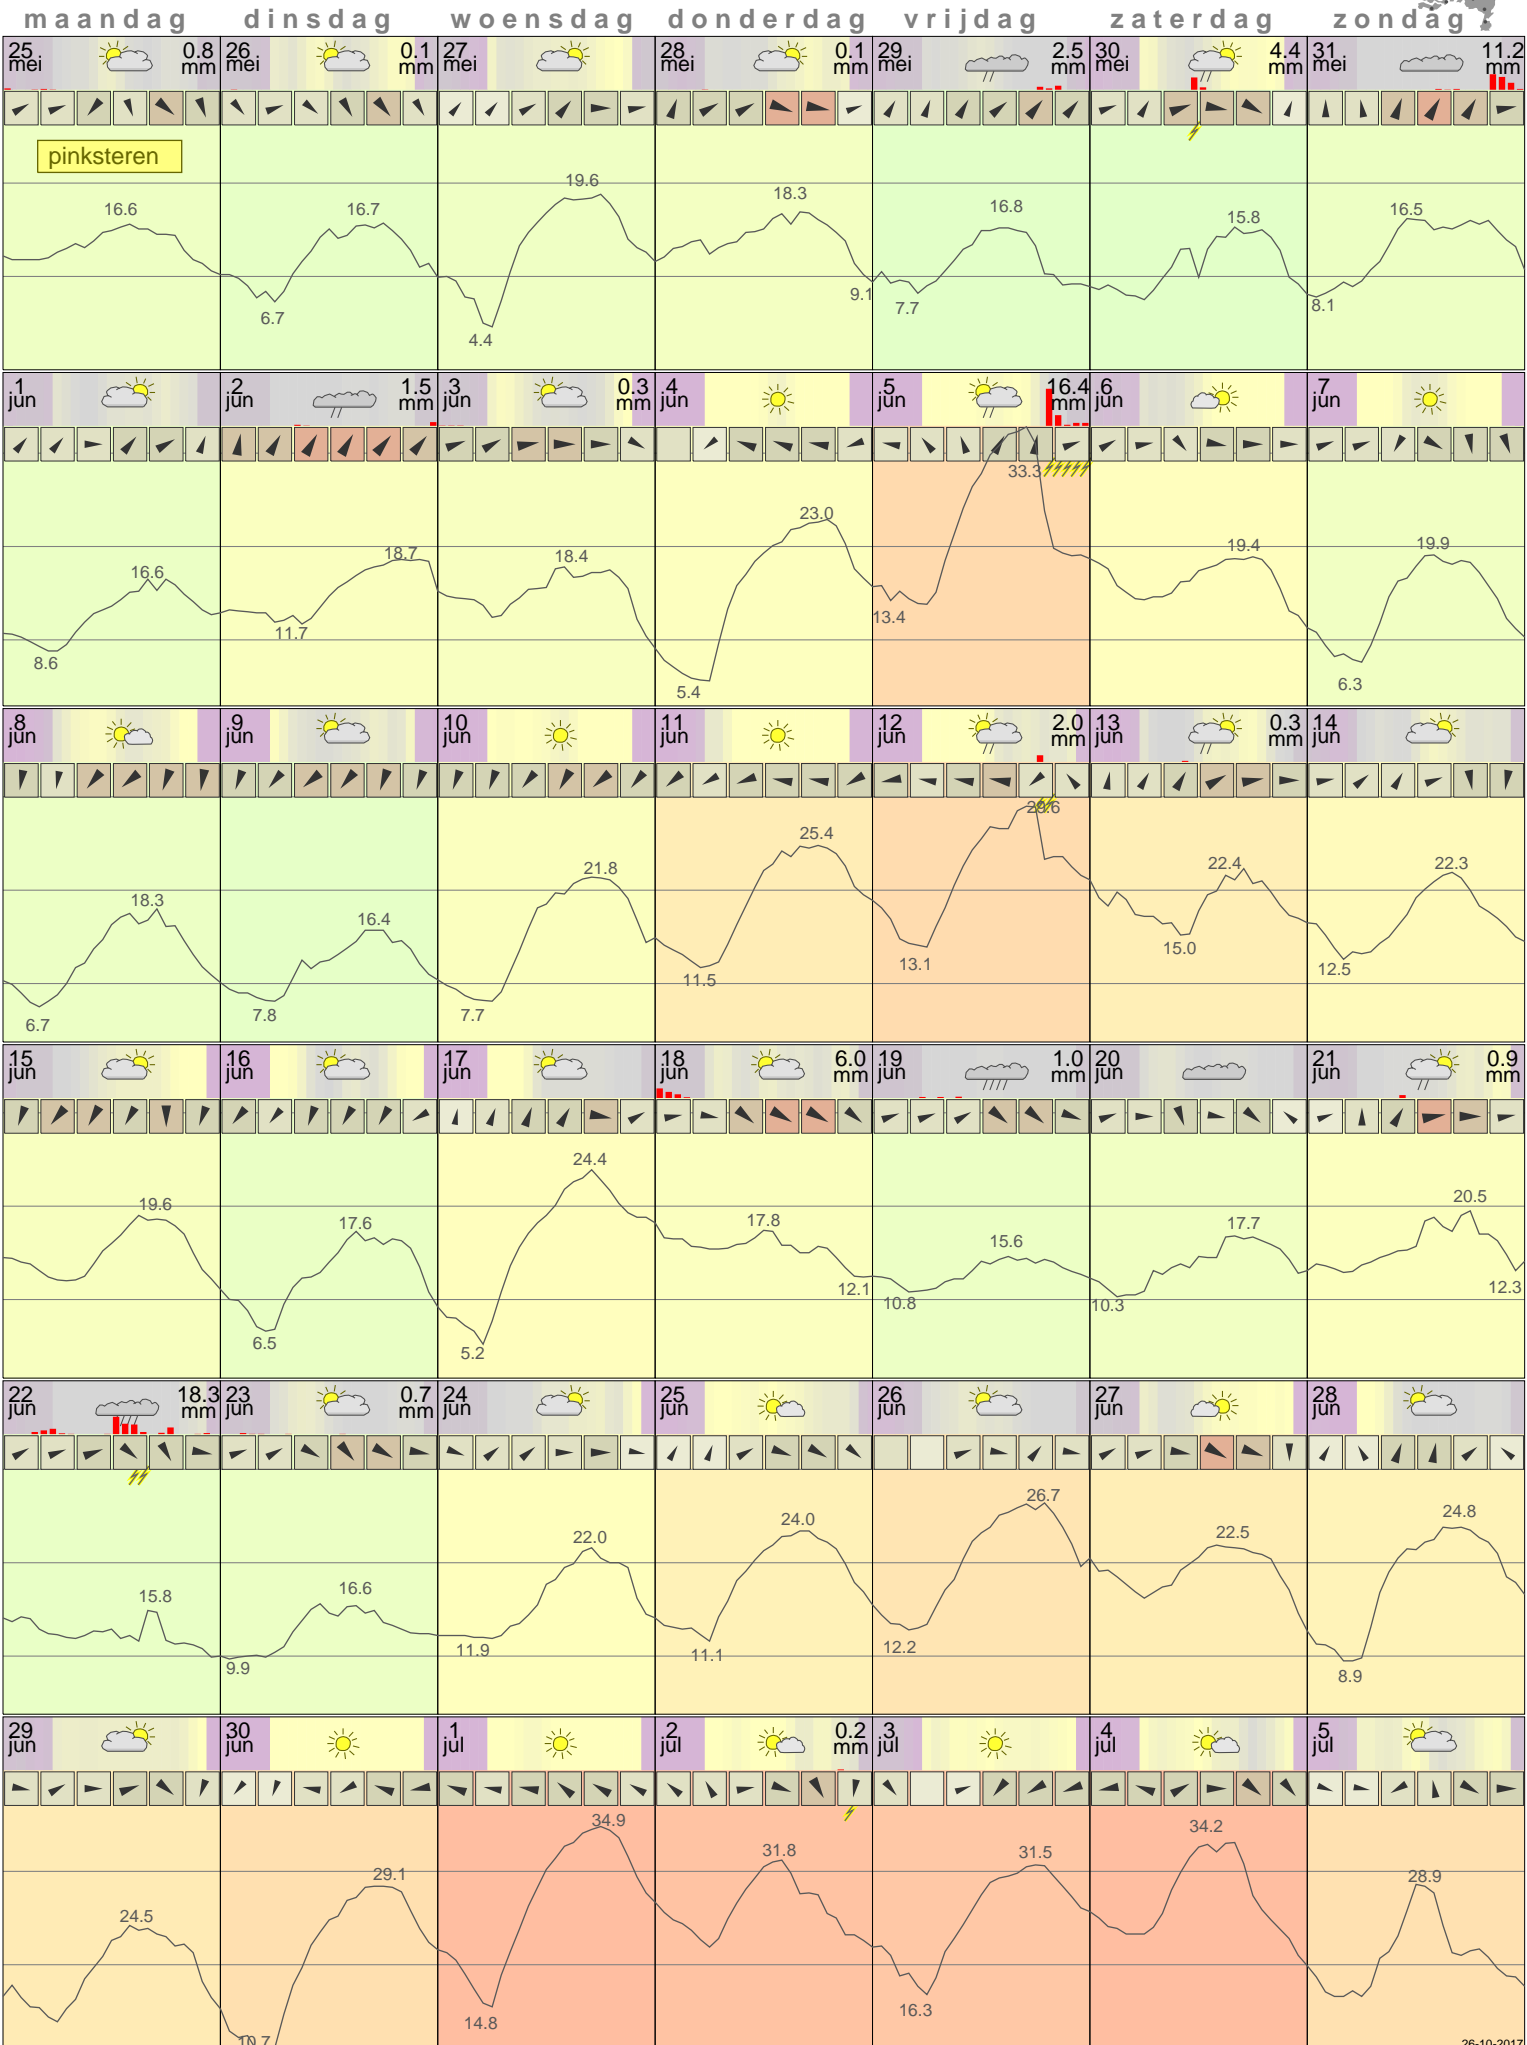 maandag dinsdag woensdag donderdag vrijdag zaterdag zondag
25 0.8 26 0.1 27 28 0.1 29 2.5 30 4.4 31 11.2
mei mm mei mm mei mei mm mei mm mei mm mei mm
pinksteren
16.6 16.7 19.6 18.3 16.8 15.8 16.5
6.7 4.4 9.1 7.7 8.1
1 2 1.5 3 0.3 4 5 16.4 6 7
jun jun mm jun mm jun jun mm jun jun
16.6 18.7 18.4 23.0 33.3 19.4 19.9
8.6 11.7 5.4 13.4 6.3
8 9 10 11 12 2.0 13 0.3 14
jun jun jun jun jun mm jun mm jun
18.3 16.4 21.8 25.4 29.6 22.4 22.3
6.7 7.8 7.7 11.5 13.1 15.0 12.5
15 16 17 18 6.0 19 1.0 20 21 0.9
jun jun jun jun mm jun mm jun jun mm
19.6 17.6 24.4 17.8 15.6 17.7 20.5
6.5 5.2 12.1 10.8 10.3 12.3
22 18.3 23 0.7 24 25 26 27 28
jun mm jun mm jun jun jun jun jun
15.8 16.6 22.0 24.0 26.7 22.5 24.8
9.9 11.9 11.1 12.2 8.9
29 30 1 2 0.2 3 4 5
jun jun jul jul mm jul jul jul
24.5 29.1 34.9 31.8 31.5 34.2 28.9
10.7 14.8 16.3
26-10-2017